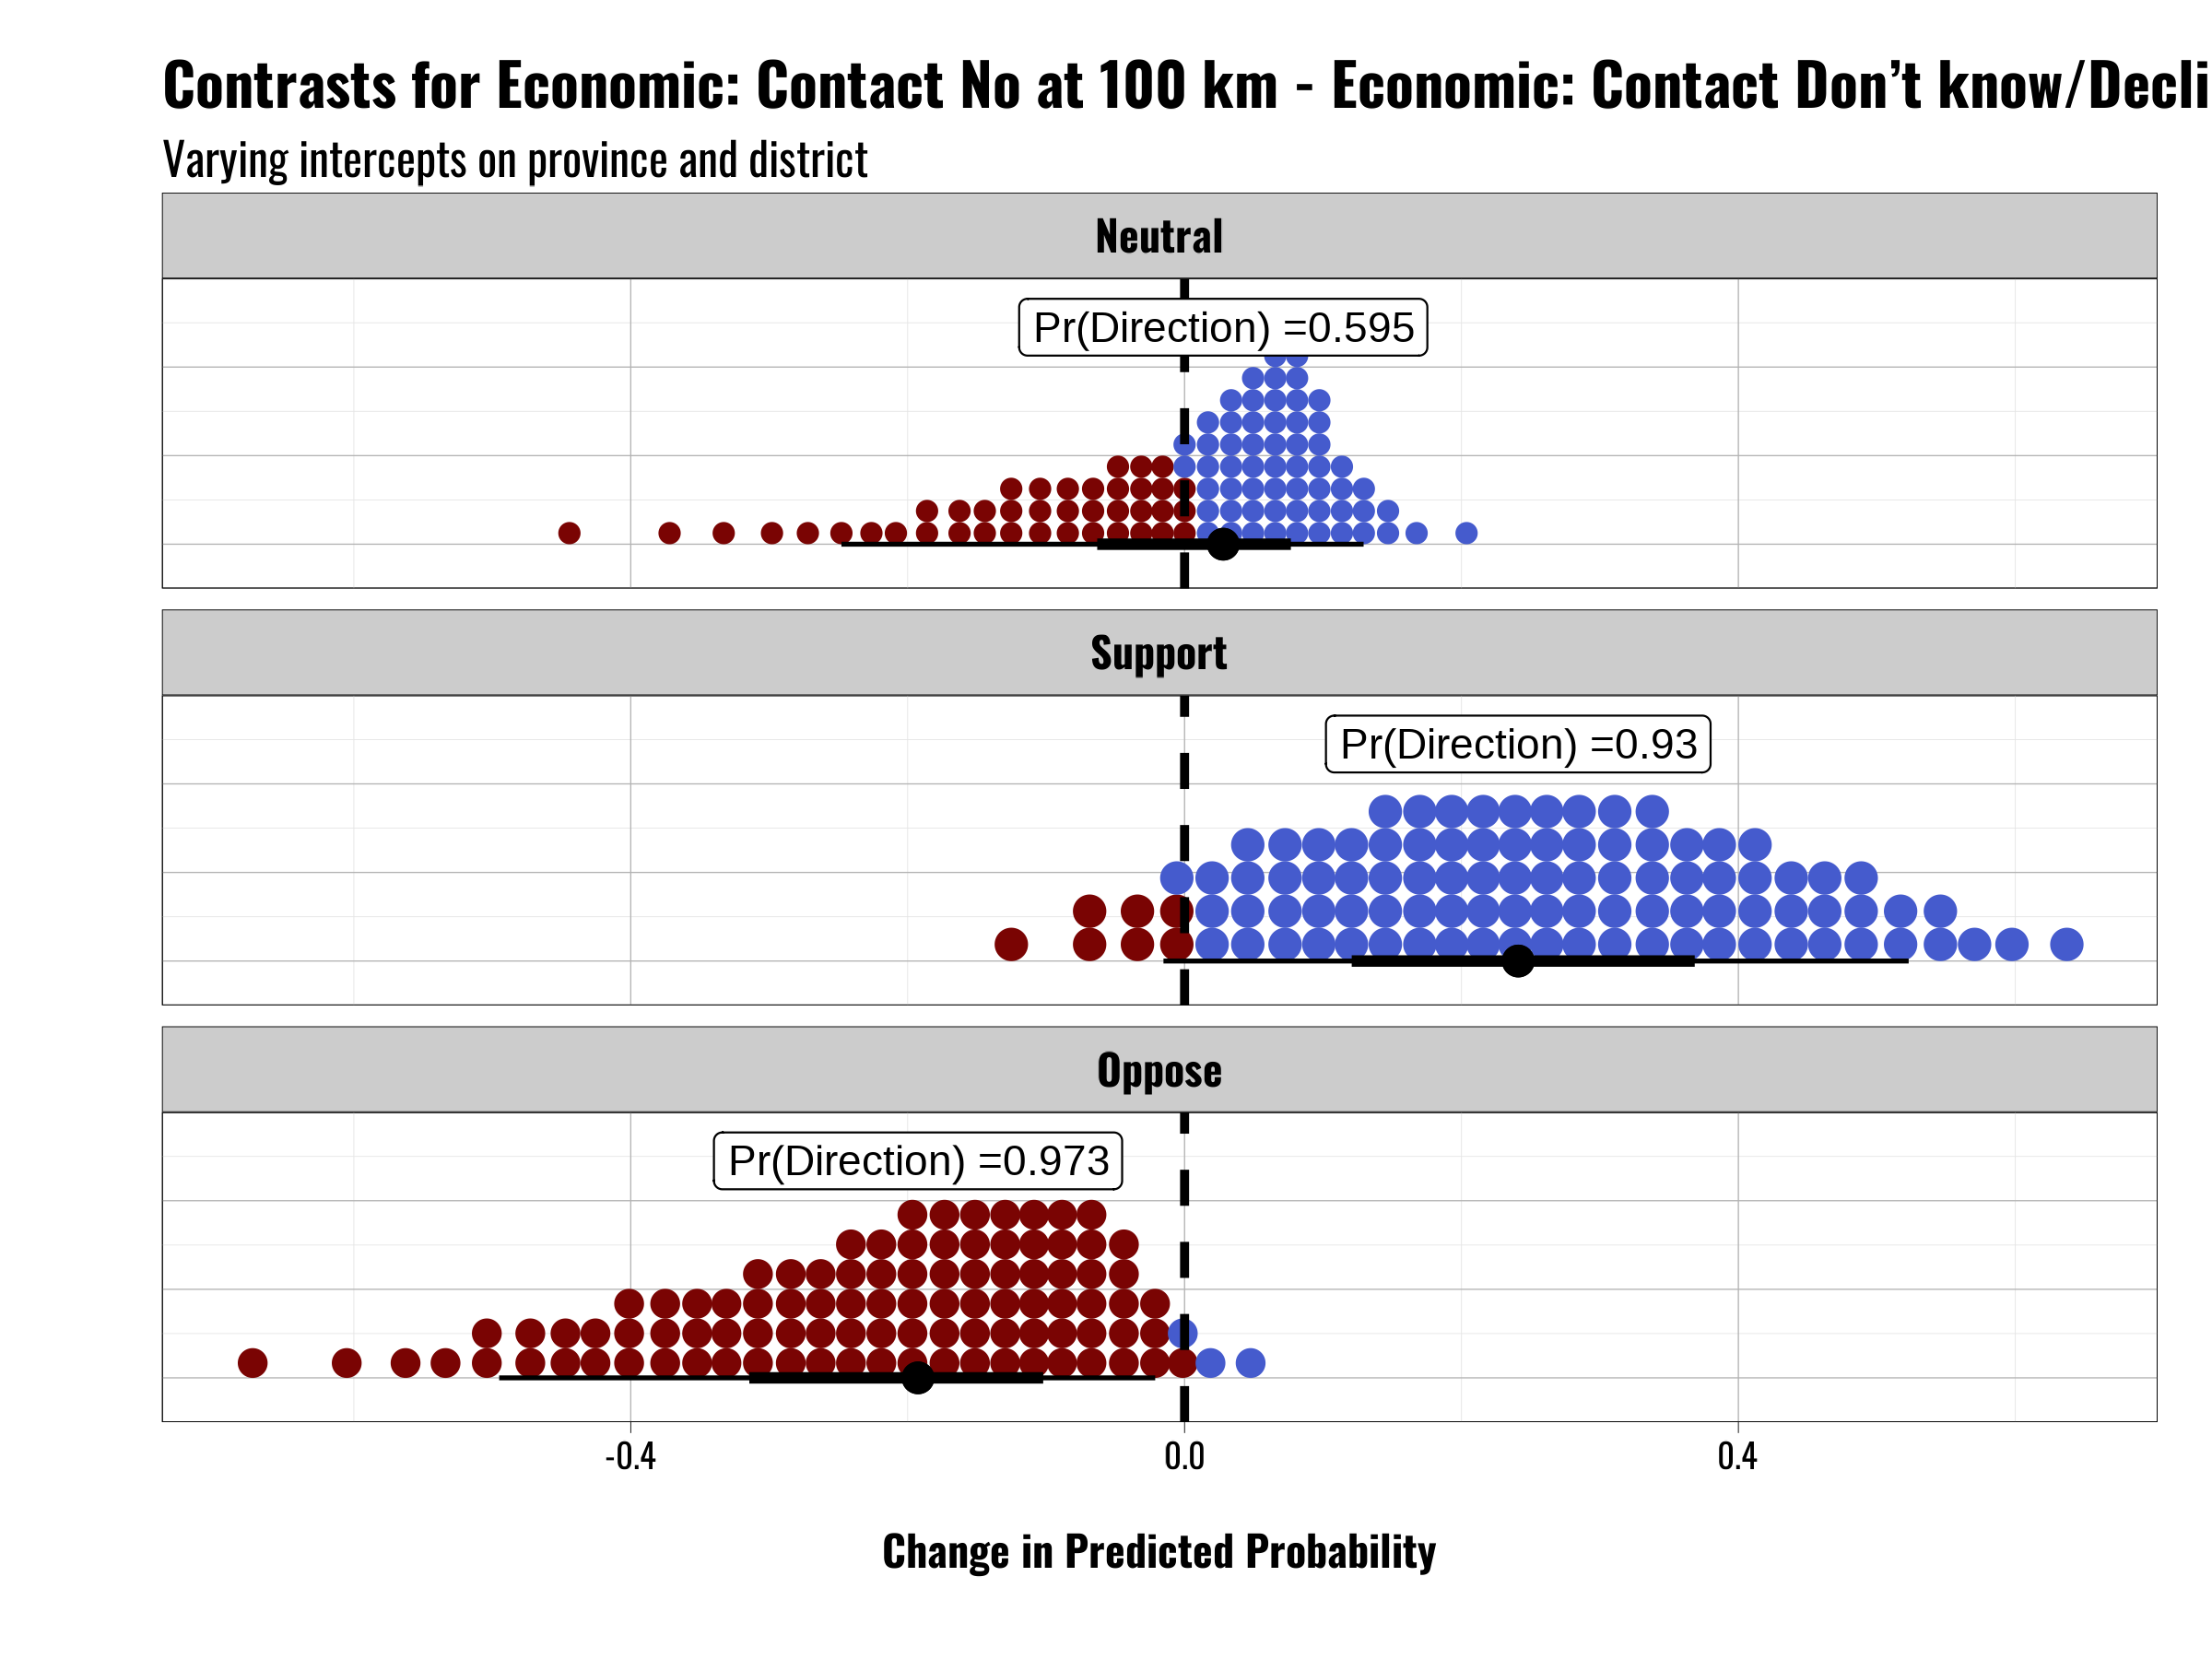 Contrasts for Economic: Contact No at 100 km - Economic: Contact Don’t know/Decli
Varying intercepts on province and district
Neutral
Pr(Direction) =0.595
Support
Pr(Direction) =0.93
Oppose
Pr(Direction) =0.973
-0.4 0.0 0.4
Change in Predicted Probability